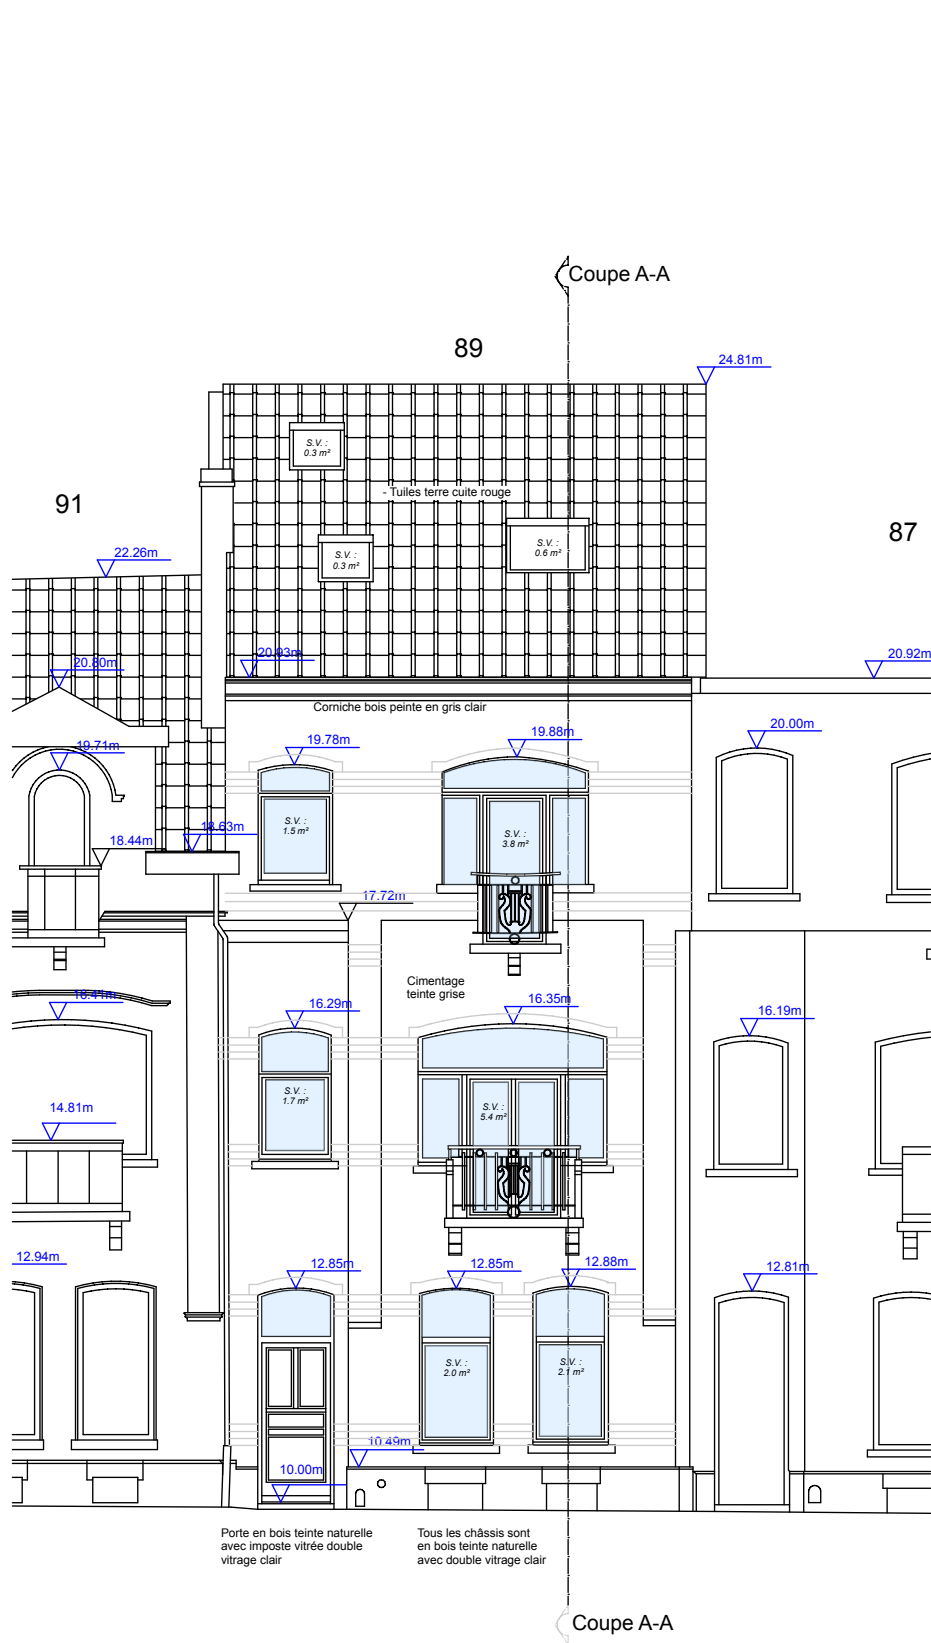 Coupe A-A
89
24.81m
S.V. :
0.3 m²
- Tuiles terre cuite rouge
91
87
22.26m
S.V. :
0.3 m²
S.V. :
0.6 m²
20.93m
20.92m
20.80m
Corniche bois peinte en gris clair
19.71m
19.78m
19.88m
20.00m
S.V. :
1.5 m²
S.V. :
3.8 m²
18.44m
18.63m
17.72m
Cimentage
teinte grise
16.41m
16.29m
16.35m
16.19m
S.V. :
1.7 m²
S.V. :
5.4 m²
14.81m
12.94m
12.85m
12.85m
12.88m
12.81m
S.V. :
2.0 m²
S.V. :
2.1 m²
10.49m
10.00m
Porte en bois teinte naturelle
avec imposte vitrée double
vitrage clair
Tous les châssis sont
en bois teinte naturelle
avec double vitrage clair
Coupe A-A